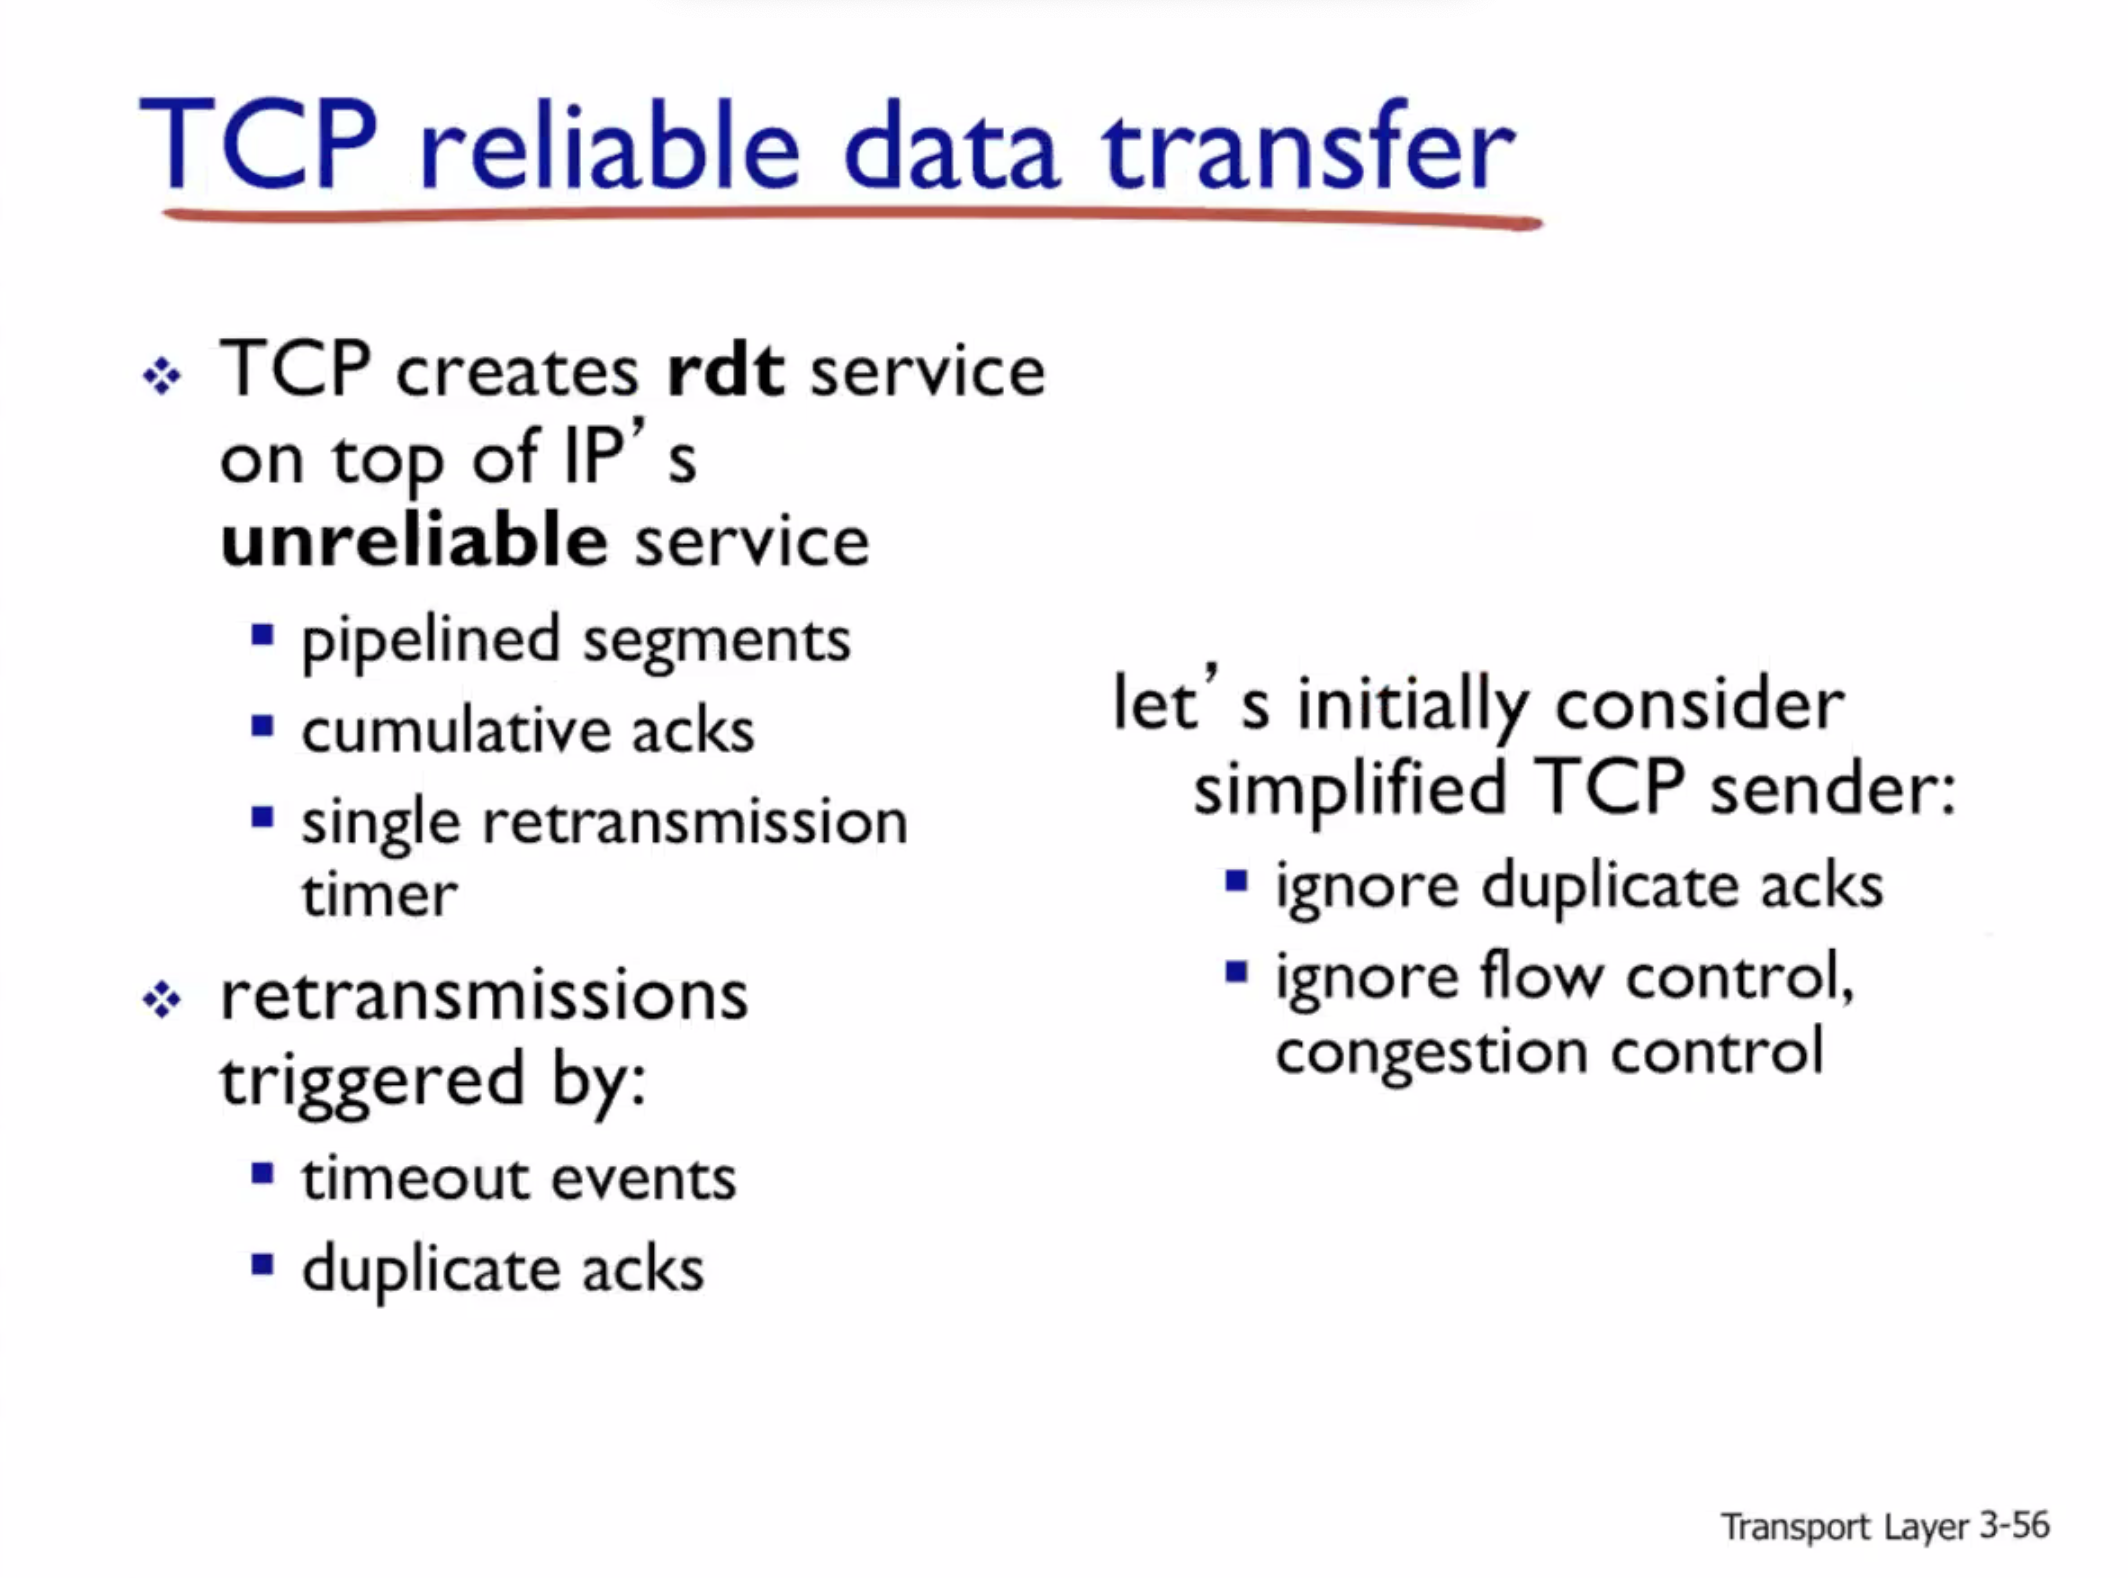 TCP reliable data transfer
❖ TCP creates rdt service
on top of IP’s
unreliable service
▪ pipelined segments
▪ cumulative acks
▪ single retransmission
timer
❖ retransmissions
triggered by:
▪ timeout events
▪ duplicate acks
let’s initially consider
simplified TCP sender:
▪ ignore duplicate acks
▪ ignore flow control,
congestion control
Transport Layer 3-56